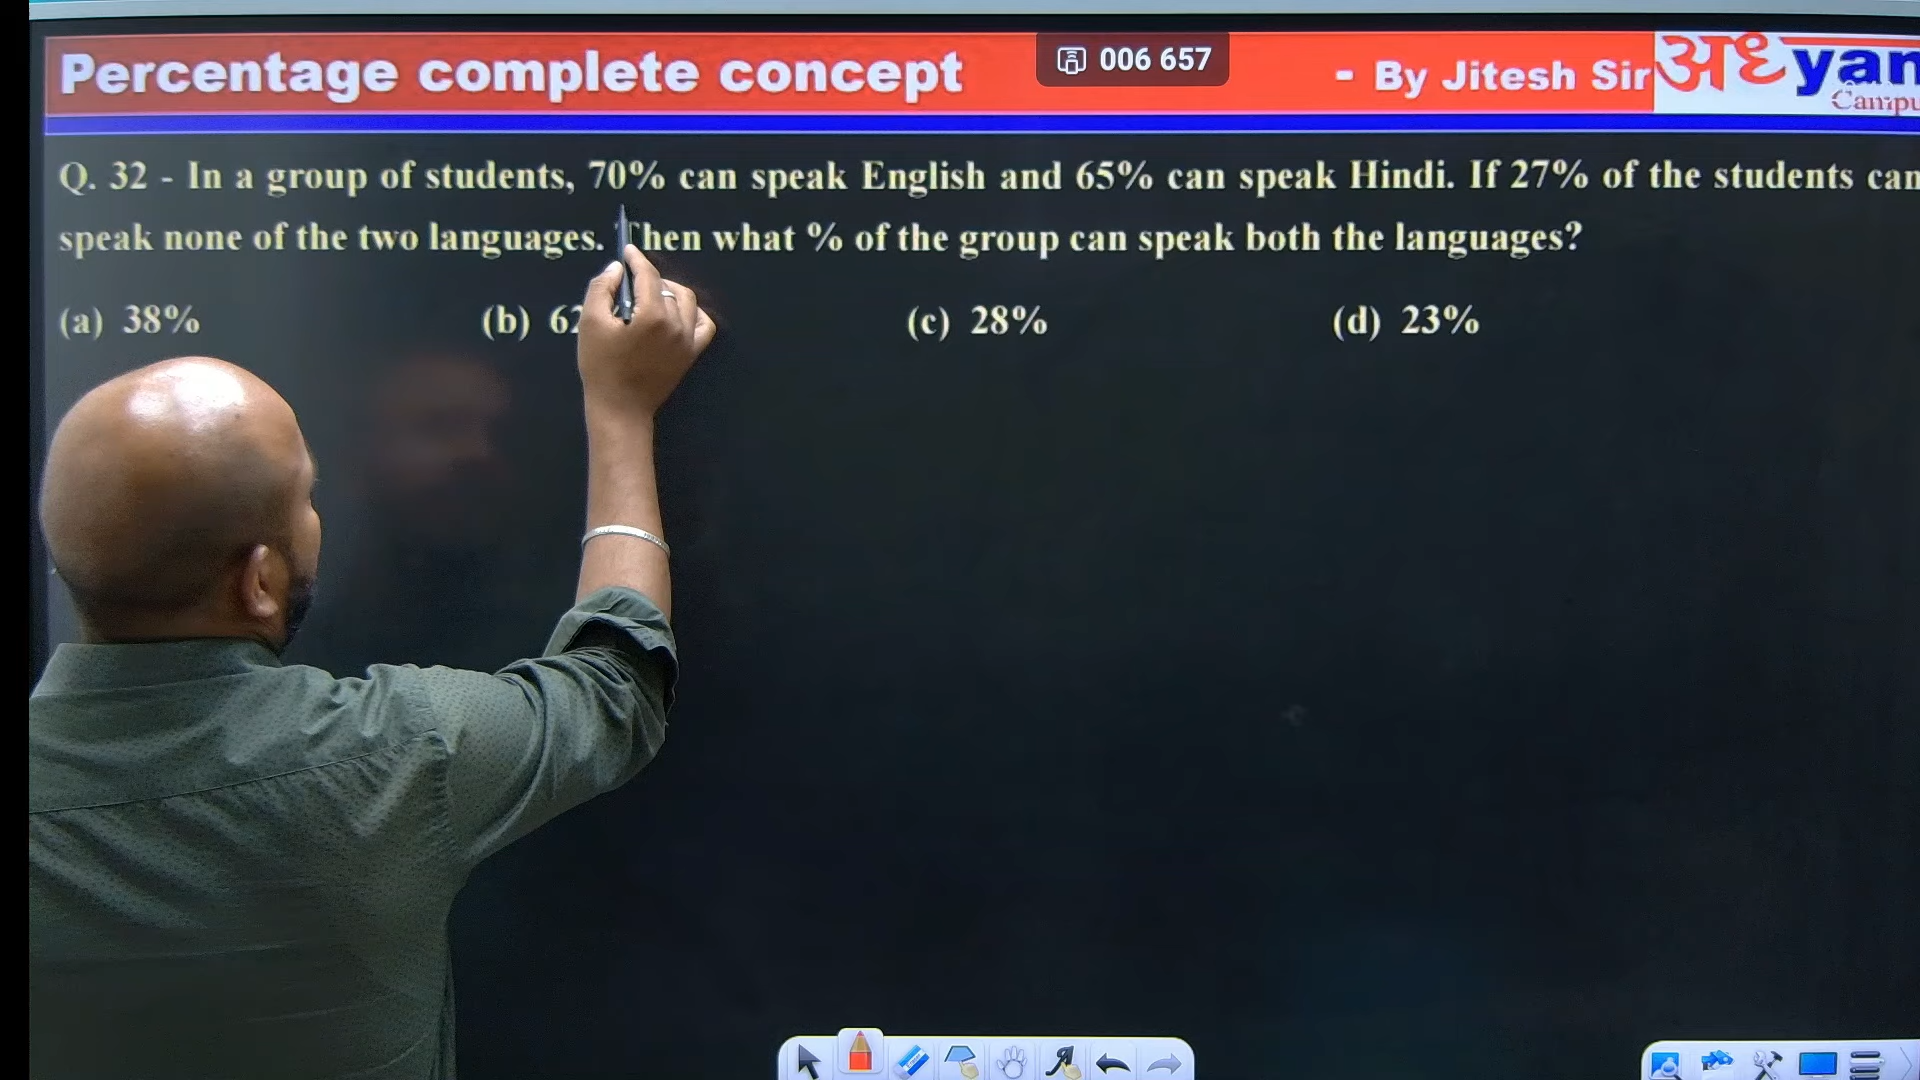 Percentage complete concept
006 657
- By Jitesh Sir
अध्yan
Campu
Q. 32 - In a group of students, 70% can speak English and 65% can speak Hindi. If 27% of the students can
speak none of the two languages. Then what % of the group can speak both the languages?
(a) 38% (b) 62 (c) 28% (d) 23%